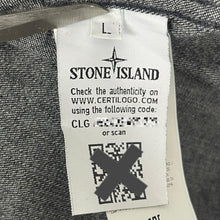 L
STONE ISLAND
Check the authenticity on
WWW.CERTILOGO.COM
using the following code:
CLG
or scan